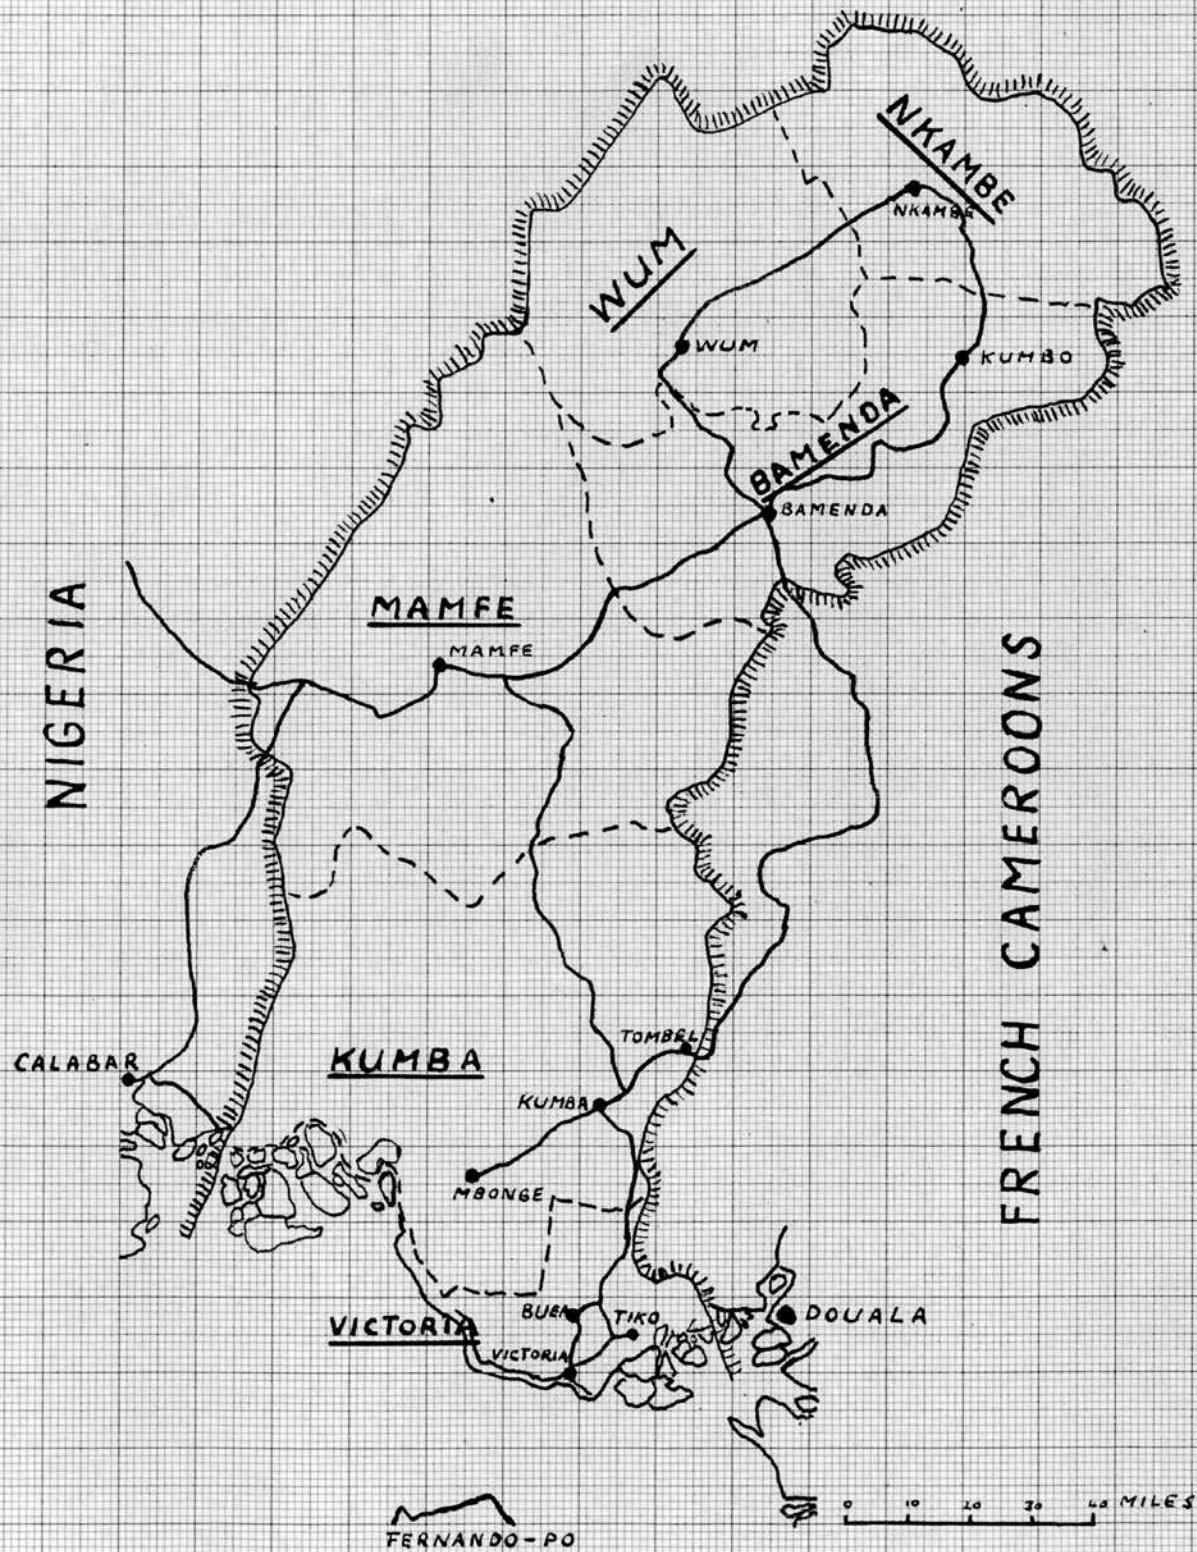 NKAMBE
NKAMBE
WUM
WUM
KUMBO
BAMENDA
BAMENDA
NIGERIA
MAMFE
MAMFE
FRENCH CAMEROONS
CALABAR
KUMBA
TOMBEL
KUMBA
MBONGE
BUEA
TIKO
DOUALA
VICTORIA
VICTORIA
0 10 20 30 40 MILES
FERNANDO-PO